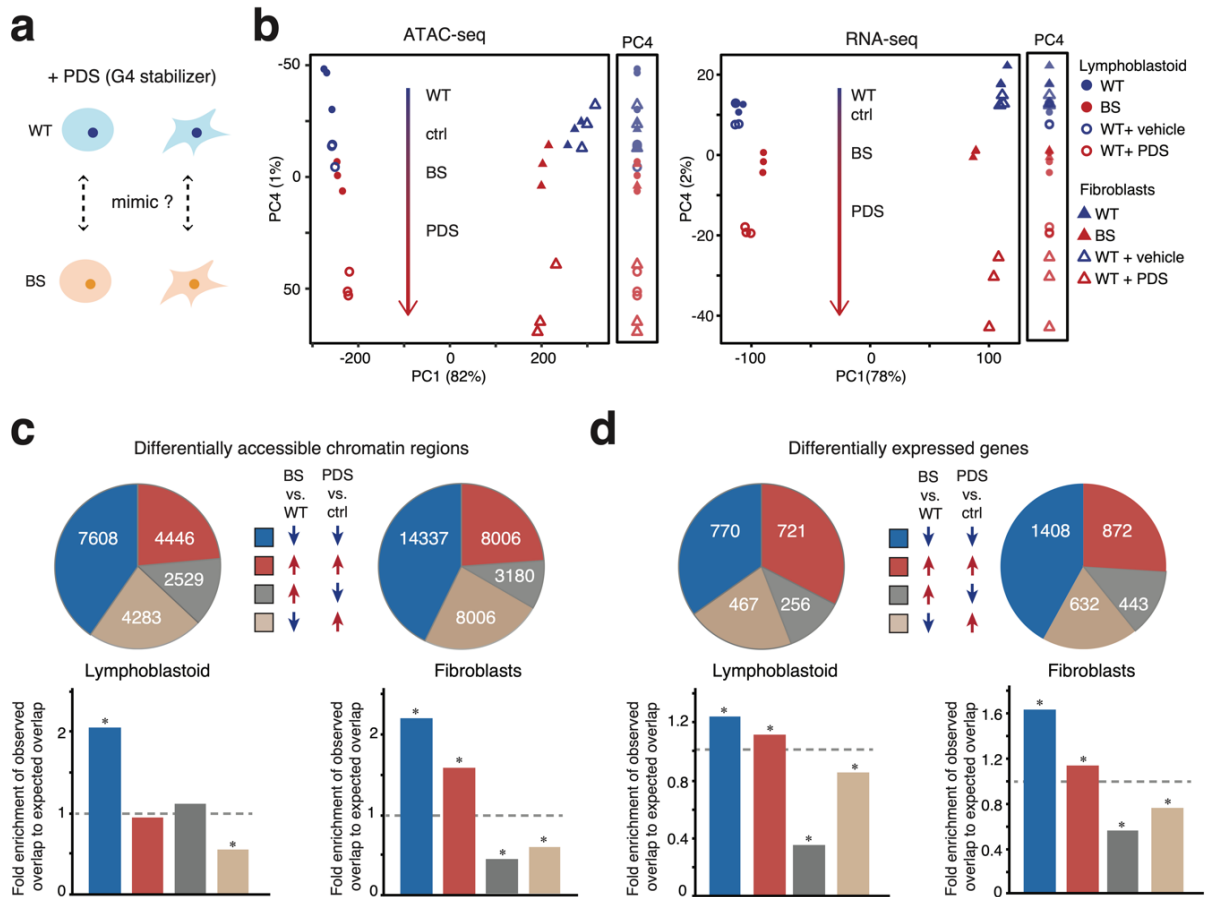 a
+ PDS (G4 stabilizer)
WT
mimic ?
BS
b
ATAC-seq
PC4
-50
0
50
PC4 (1%)
-200
0
200
PC1 (82%)
WT
ctrl
BS
PDS
RNA-seq
PC4
20
0
-20
-40
PC4 (2%)
-100
0
100
PC1(78%)
WT
ctrl
BS
PDS
Lymphoblastoid
WT
BS
WT+ vehicle
WT+ PDS
Fibroblasts
WT
BS
WT + vehicle
WT + PDS
c
Differentially accessible chromatin regions
7608
4446
2529
4283
BS
vs.
WT
PDS
vs.
ctrl
14337
8006
3180
8006
Lymphoblastoid
Fibroblasts
Fold enrichment of observed
overlap to expected overlap
2
1
0
*
*
Fold enrichment of observed
overlap to expected overlap
2
1
0
*
*
*
*
d
Differentially expressed genes
770
721
467
256
BS
vs.
WT
PDS
vs.
ctrl
1408
872
632
443
Lymphoblastoid
Fibroblasts
Fold enrichment of observed
overlap to expected overlap
1.2
0.8
0.4
0
*
*
*
*
Fold enrichment of observed
overlap to expected overlap
1.6
1.2
0.8
0.4
0
*
*
*
*